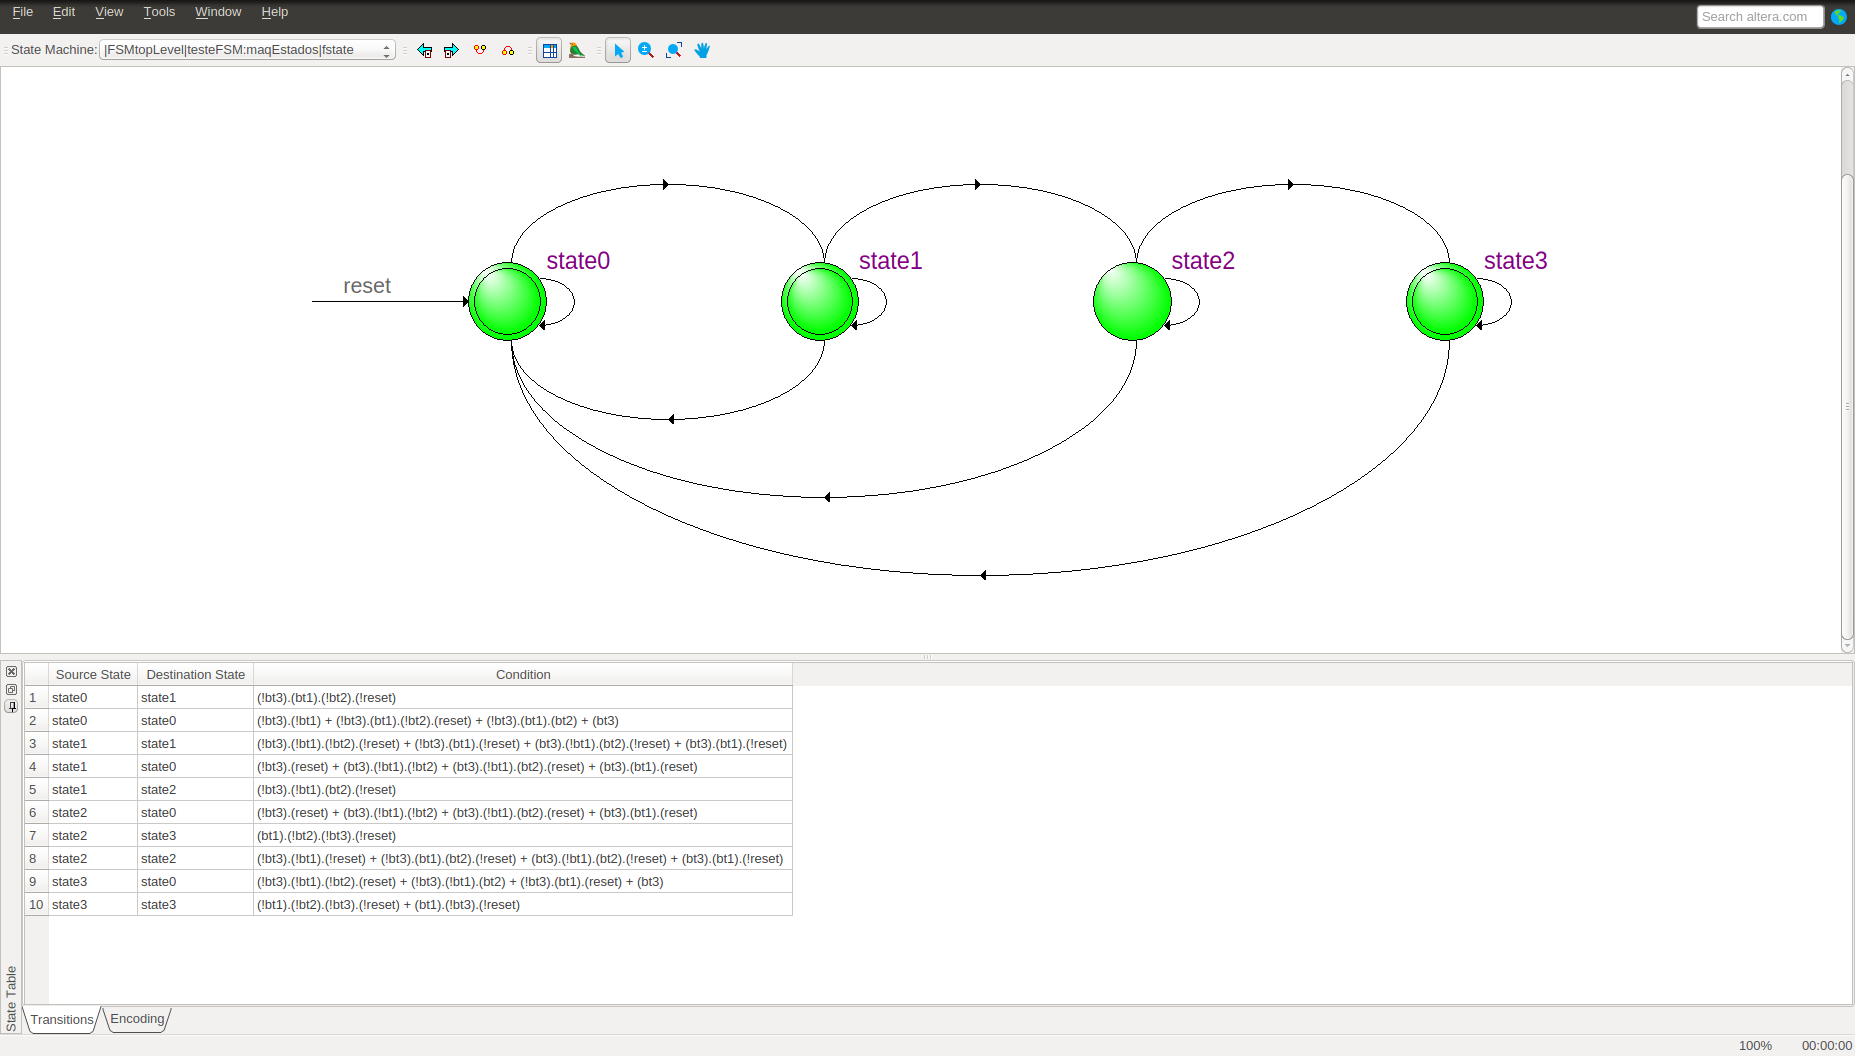 File Edit View Tools Window Help
Search altera.com
State Machine: |FSMtopLevel|testeFSM:maqEstados|fstate
reset
state0
state1
state2
state3
Source State Destination State Condition
1 state0 state1 (!bt3).(bt1).(!bt2).(!reset)
2 state0 state0 (!bt3).(!bt1) + (!bt3).(bt1).(!bt2).(reset) + (!bt3).(bt1).(bt2) + (bt3)
3 state1 state1 (!bt3).(!bt1).(!bt2).(!reset) + (!bt3).(bt1).(!reset) + (bt3).(!bt1).(bt2).(!reset) + (bt3).(bt1).(!reset)
4 state1 state0 (!bt3).(reset) + (bt3).(!bt1).(!bt2) + (bt3).(!bt1).(bt2).(reset) + (bt3).(bt1).(reset)
5 state1 state2 (!bt3).(!bt1).(bt2).(!reset)
6 state2 state0 (!bt3).(reset) + (bt3).(!bt1).(!bt2) + (bt3).(!bt1).(bt2).(reset) + (bt3).(bt1).(reset)
7 state2 state3 (bt1).(!bt2).(!bt3).(!reset)
8 state2 state2 (!bt3).(!bt1).(!reset) + (!bt3).(bt1).(bt2).(!reset) + (bt3).(!bt1).(bt2).(!reset) + (bt3).(bt1).(!reset)
9 state3 state0 (!bt3).(!bt1).(!bt2).(reset) + (!bt3).(!bt1).(bt2) + (!bt3).(bt1).(reset) + (bt3)
10 state3 state3 (!bt1).(!bt2).(!bt3).(!reset) + (bt1).(!bt3).(!reset)
State Table
Transitions Encoding
100% 00:00:00